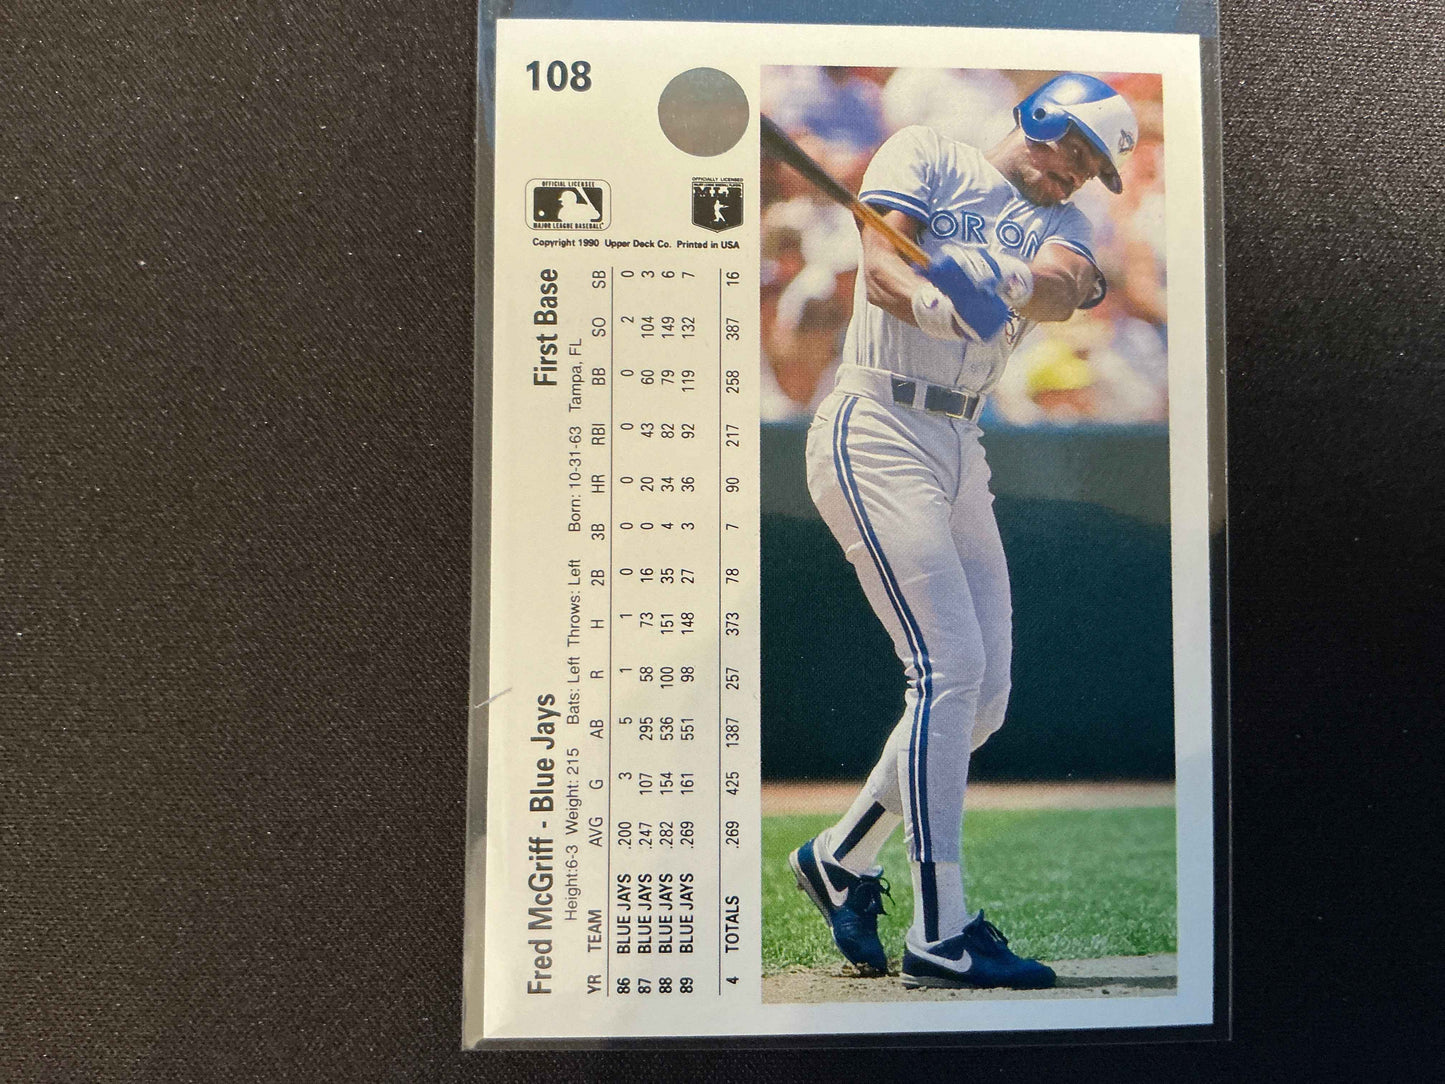 108
OFFICIAL LICENSEE
MAJOR LEAGUE BASEBALL
OFFICIALLY LICENSED
MAJOR LEAGUE BASEBALL PLAYERS
Copyright 1990 Upper Deck Co. Printed in USA
Fred McGriff - Blue Jays First Base
Height:6-3 Weight: 215 Bats: Left Throws: Left Born: 10-31-63 Tampa, FL
YR TEAM AVG G AB R H 2B 3B HR RBI BB SO SB
86 BLUE JAYS .200 3 5 1 1 0 0 0 0 0 2 0
87 BLUE JAYS .247 107 295 58 73 16 0 20 43 60 104 3
88 BLUE JAYS .282 154 536 100 151 35 4 34 82 79 149 6
89 BLUE JAYS .269 161 551 98 148 27 3 36 92 119 132 7
4 TOTALS .269 425 1387 257 373 78 7 90 217 258 387 16
ORON